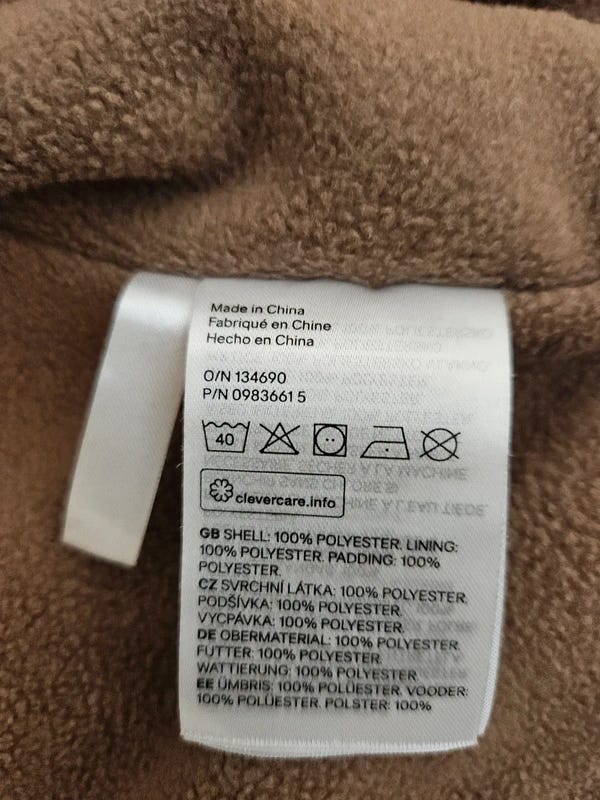 Made in China
Fabriqué en Chine
Hecho en China
O/N 134690
P/N 0983661 5
40
clevercare.info
GB SHELL: 100% POLYESTER. LINING:
100% POLYESTER. PADDING: 100%
POLYESTER.
CZ SVRCHNÍ LÁTKA: 100% POLYESTER.
PODŠÍVKA: 100% POLYESTER.
VYCPÁVKA: 100% POLYESTER.
DE OBERMATERIAL: 100% POLYESTER.
FUTTER: 100% POLYESTER.
WATTIERUNG: 100% POLYESTER.
EE ÜMBRIS: 100% POLÜESTER. VOODER:
100% POLÜESTER. POLSTER: 100%